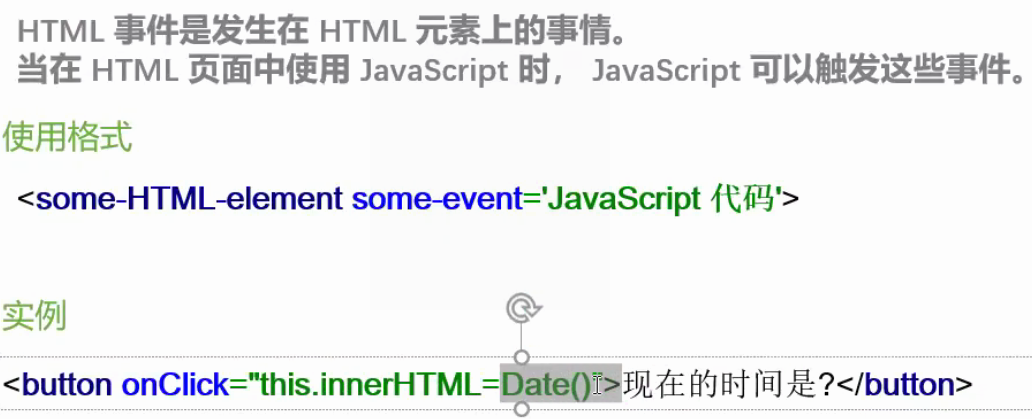 HTML 事件是发生在 HTML 元素上的事情。
当在 HTML 页面中使用 JavaScript 时， JavaScript 可以触发这些事件。
使用格式
<some-HTML-element some-event='JavaScript 代码'>
实例
<button onClick="this.innerHTML=Date()">现在的时间是?</button>